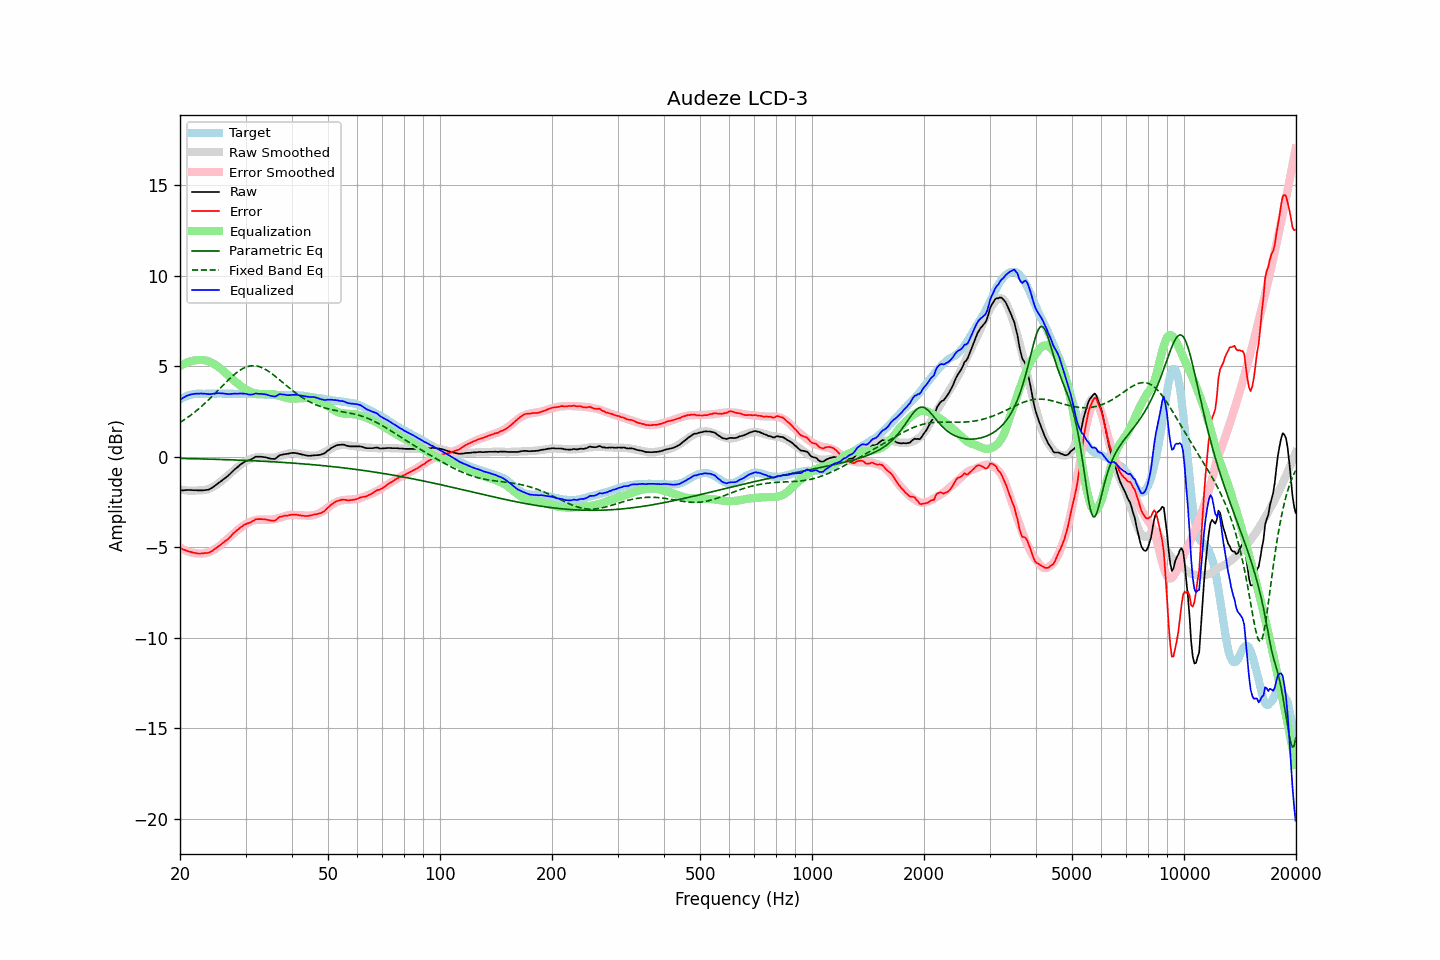 Audeze LCD-3
Target
Raw Smoothed
Error Smoothed
Raw
Error
Equalization
Parametric Eq
Fixed Band Eq
Equalized
15
10
5
0
−5
−10
−15
−20
Amplitude (dBr)
20 50 100 200 500 1000 2000 5000 10000 20000
Frequency (Hz)